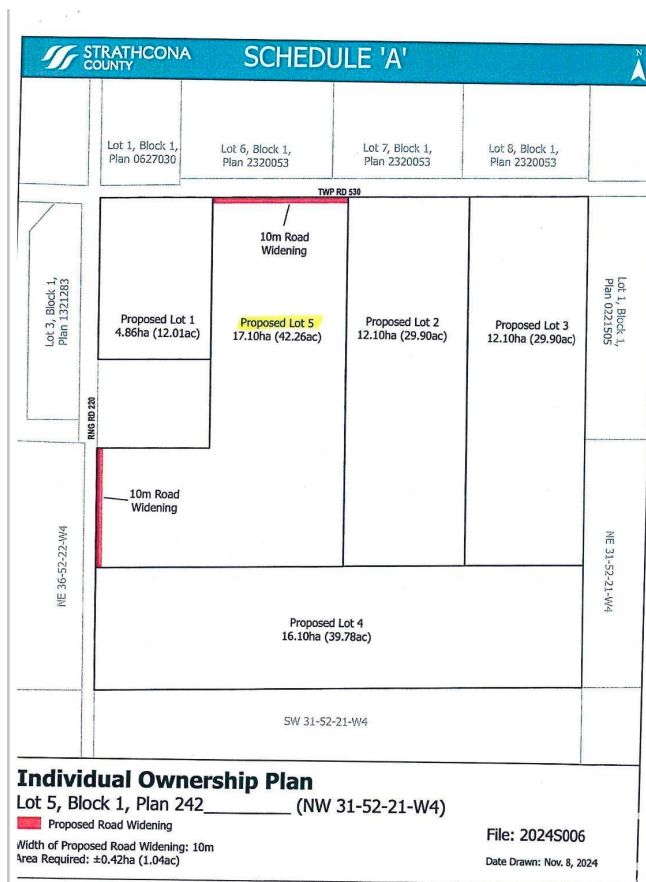 STRATHCONA
COUNTY
SCHEDULE 'A'
N
Lot 1, Block 1,
Plan 0627030
Lot 6, Block 1,
Plan 2320053
Lot 7, Block 1,
Plan 2320053
Lot 8, Block 1,
Plan 2320053
TWP RD 530
10m Road
Widening
Lot 3, Block 1,
Plan 1321283
Proposed Lot 1
4.86ha (12.01ac)
Proposed Lot 5
17.10ha (42.26ac)
Proposed Lot 2
12.10ha (29.90ac)
Proposed Lot 3
12.10ha (29.90ac)
Lot 1, Block 1,
Plan 0221505
RNG RD 220
10m Road
Widening
NE 36-52-22-W4
NE 31-52-21-W4
Proposed Lot 4
16.10ha (39.78ac)
SW 31-52-21-W4
Individual Ownership Plan
Lot 5, Block 1, Plan 242________ (NW 31-52-21-W4)
Proposed Road Widening
Width of Proposed Road Widening: 10m
Area Required: ±0.42ha (1.04ac)
File: 2024S006
Date Drawn: Nov. 8, 2024